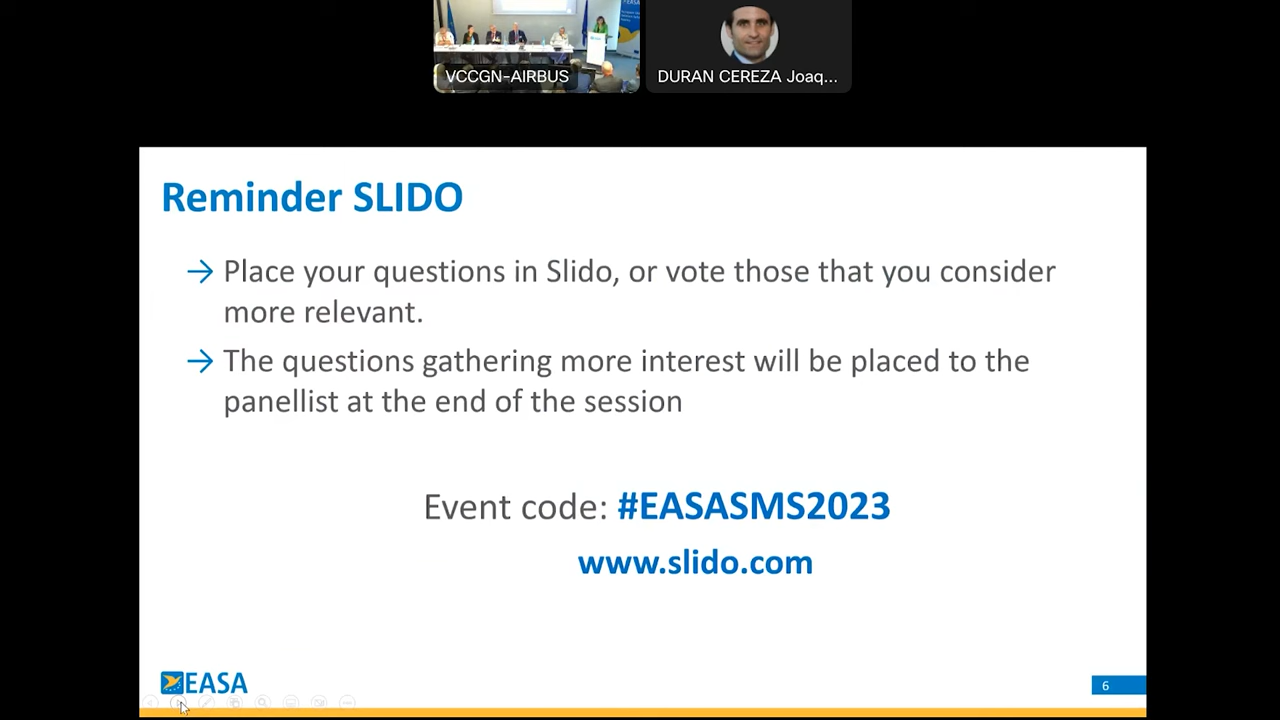 VCCGN-AIRBUS
DURAN CEREZA Joaq...
Reminder SLIDO
→ Place your questions in Slido, or vote those that you consider
more relevant.
→ The questions gathering more interest will be placed to the
panellist at the end of the session
Event code: #EASASMS2023
www.slido.com
EASA
6